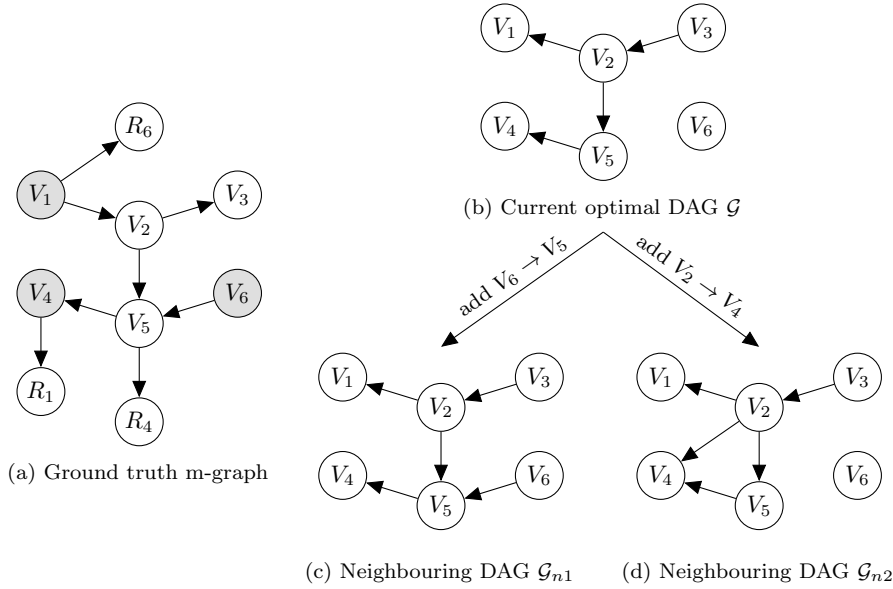 V₁ V₃
V₂
V₄ V₆
V₅
(b) Current optimal DAG 𝒢
R₆
V₁ V₃
V₂
V₄ V₆
V₅
R₁
R₄
(a) Ground truth m-graph
add V₆ → V₅
add V₂ → V₄
V₁ V₃
V₂
V₄ V₆
V₅
(c) Neighbouring DAG 𝒢ₙ₁
V₁ V₃
V₂
V₄ V₆
V₅
(d) Neighbouring DAG 𝒢ₙ₂